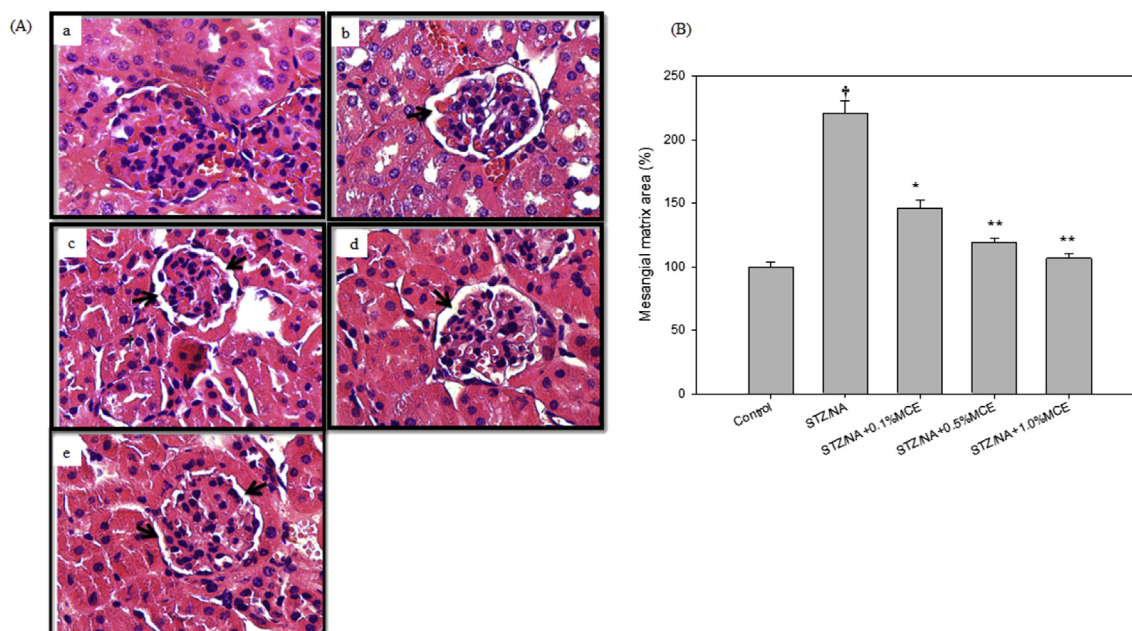 (A)
a
b
c
d
e
(B)
Mesangial matrix area (%)
250
200
150
100
50
0
†
*
**
**
Control
STZ/NA
STZ/NA+0.1%MCE
STZ/NA+0.5%MCE
STZ/NA+1.0%MCE